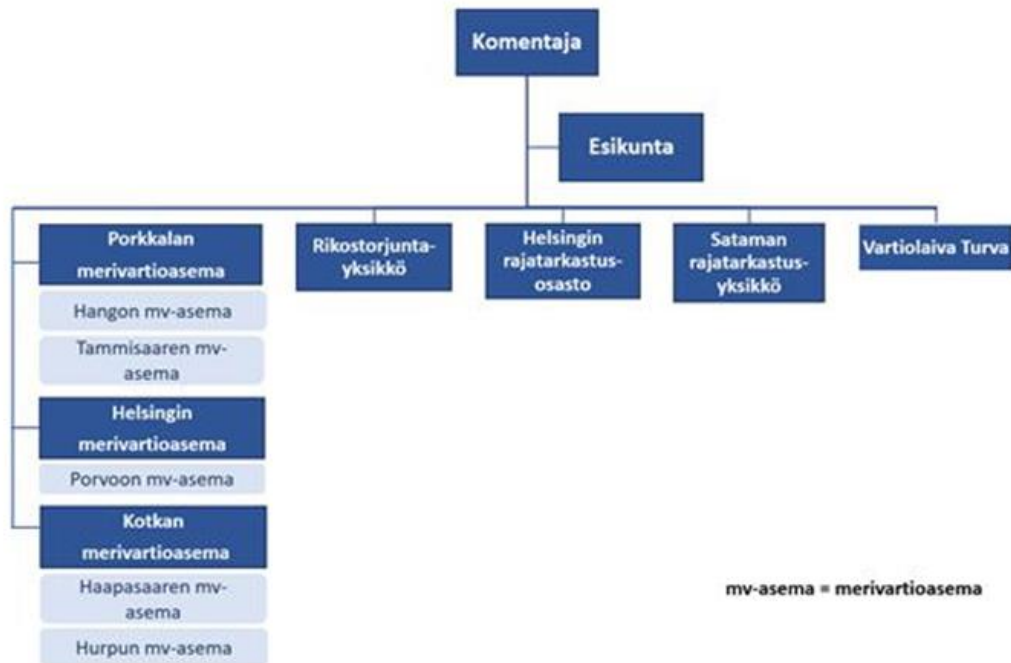 Komentaja
Esikunta
Porkkalan
merivartioasema
Hangon mv-asema
Tammisaaren mv-
asema
Helsingin
merivartioasema
Porvoon mv-asema
Kotkan
merivartioasema
Haapasaaren mv-
asema
Hurpun mv-asema
Rikostorjunta-
yksikkö
Helsingin
rajatarkastus-
osasto
Sataman
rajatarkastus-
yksikkö
Vartiolaiva Turva
mv-asema = merivartioasema